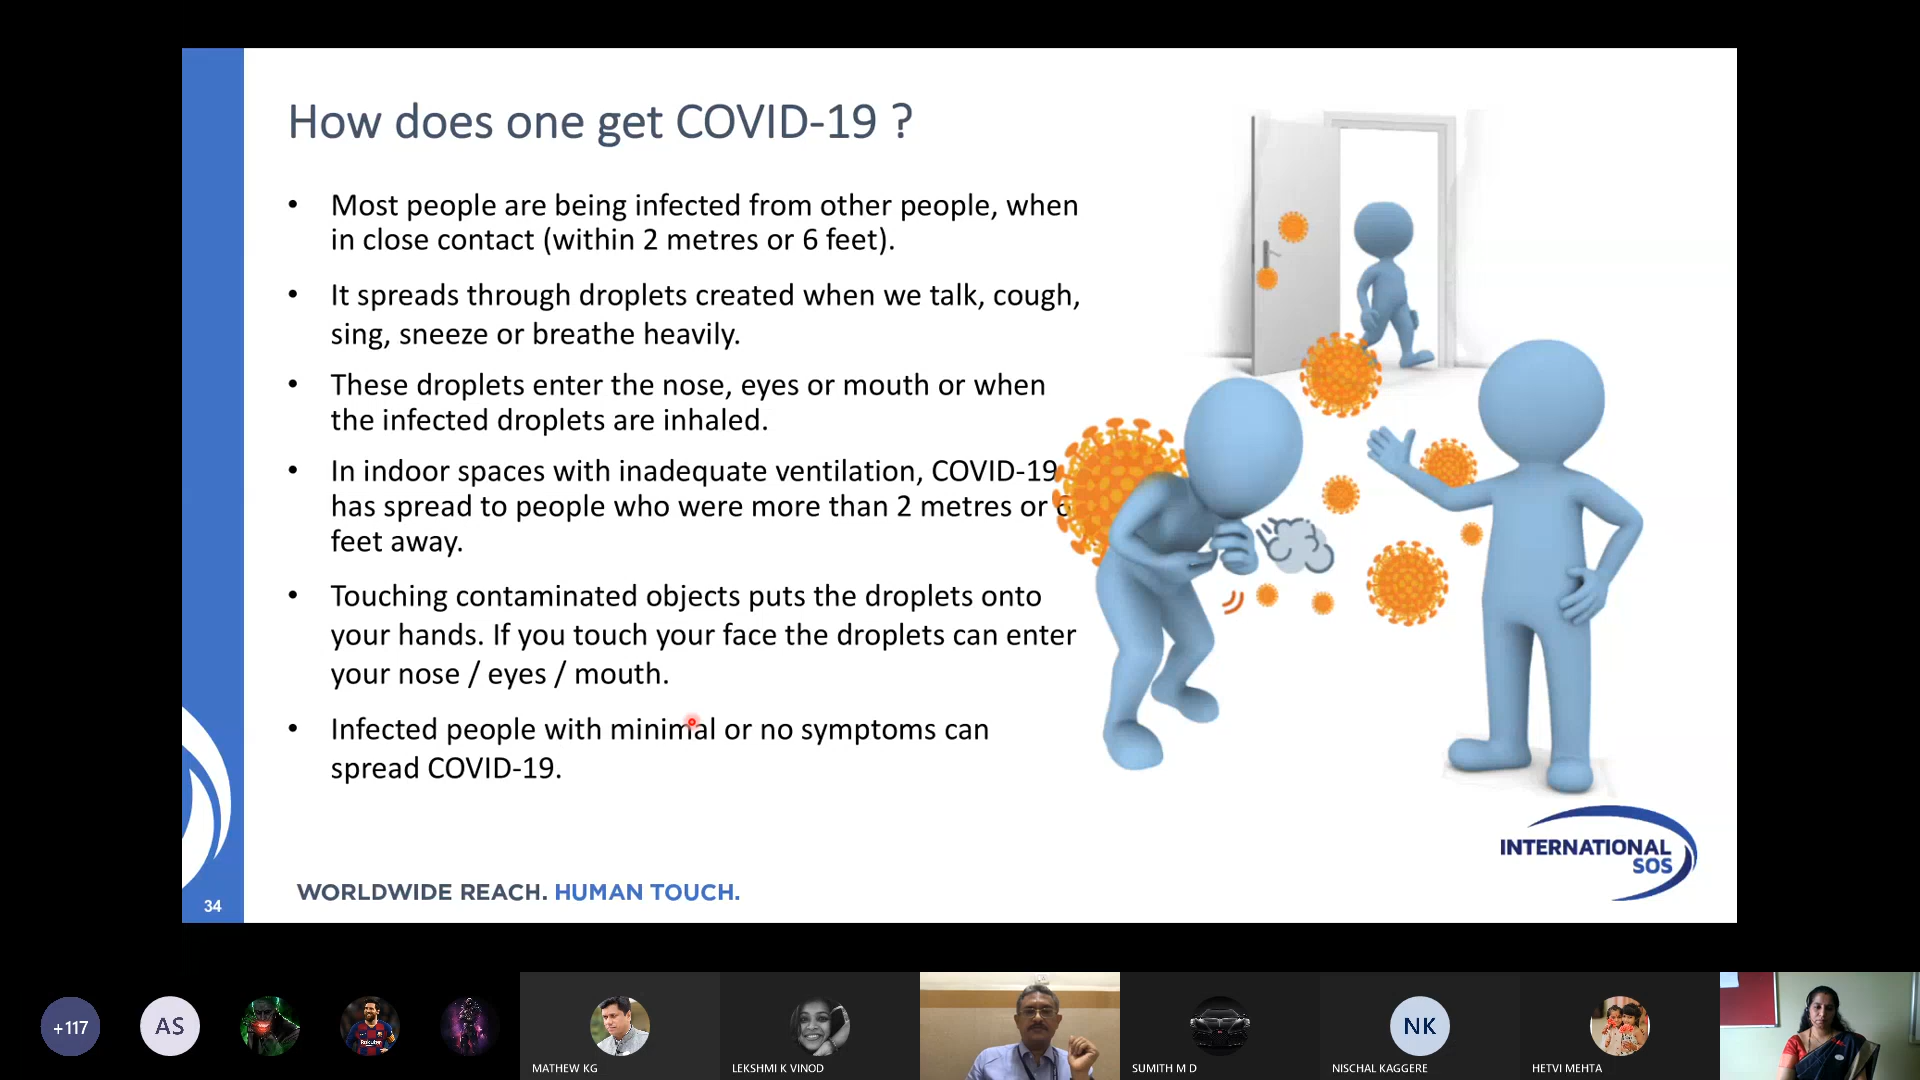 How does one get COVID-19 ?
• Most people are being infected from other people, when
in close contact (within 2 metres or 6 feet).
• It spreads through droplets created when we talk, cough,
sing, sneeze or breathe heavily.
• These droplets enter the nose, eyes or mouth or when
the infected droplets are inhaled.
• In indoor spaces with inadequate ventilation, COVID-19
has spread to people who were more than 2 metres or 6
feet away.
• Touching contaminated objects puts the droplets onto
your hands. If you touch your face the droplets can enter
your nose / eyes / mouth.
• Infected people with minimal or no symptoms can
spread COVID-19.
INTERNATIONAL
SOS
WORLDWIDE REACH. HUMAN TOUCH.
34
+117
AS
Rakuten
NK
MATHEW KG
LEKSHMI K VINOD
SUMITH M D
NISCHAL KAGGERE
HETVI MEHTA